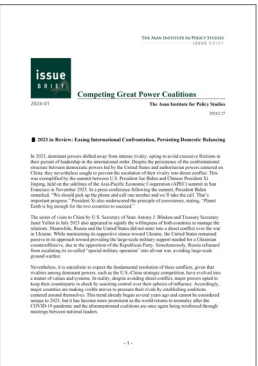 THE ASAN INSTITUTE for POLICY STUDIES
ISSUE BRIEF
issue
BRIEF
2024-01
Competing Great Power Coalitions
The Asan Institute for Policy Studies
2024.2.27
■ 2023 in Review: Easing International Confrontation, Persisting Domestic Balancing
In 2023, dominant powers shifted away from intense rivalry, opting to avoid excessive frictions in
their pursuit of leadership in the international order. Despite the persistence of the confrontational
structure between democratic powers led by the United States and authoritarian powers centered on
China, they nevertheless sought to prevent the escalation of their rivalry into direct conflict. This
was exemplified by the summit between U.S. President Joe Biden and Chinese President Xi
Jinping, held on the sidelines of the Asia-Pacific Economic Cooperation (APEC) summit in San
Francisco in November 2023. In a press conference following the summit, President Biden
remarked, "We should pick up the phone and call one another and we'll take the call. That's
important progress." President Xi also underscored the principle of coexistence, stating, "Planet
Earth is big enough for the two countries to succeed."
The series of visits to China by U.S. Secretary of State Antony J. Blinken and Treasury Secretary
Janet Yellen in July 2023 also appeared to signify the willingness of both countries to manage the
relations. Meanwhile, Russia and the United States did not enter into a direct conflict over the war
in Ukraine. While maintaining its supportive stance toward Ukraine, the United States remained
passive in its approach toward providing the large-scale military support needed for a Ukrainian
counteroffensive, due to the opposition of the Republican Party. Simultaneously, Russia refrained
from escalating its so-called "special military operation" into all-out war, avoiding large-scale
ground warfare.
Nevertheless, it is unrealistic to expect the fundamental resolution of these conflicts, given that
rivalries among dominant powers, such as the U.S.-China strategic competition, have evolved into
a matter of values and systems. In reality, despite avoiding direct conflict, major powers opted to
keep their counterparts in check by asserting control over their spheres of influence. Accordingly,
major countries are making visible moves to promote their rivals by establishing coalitions
centered around themselves. This trend already began several years ago and cannot be considered
unique to 2023, but it has become more prominent as the world returns to normalcy after the
COVID-19 pandemic and the aforementioned coalitions are once again being reinforced through
meetings between national leaders.
- 1 -